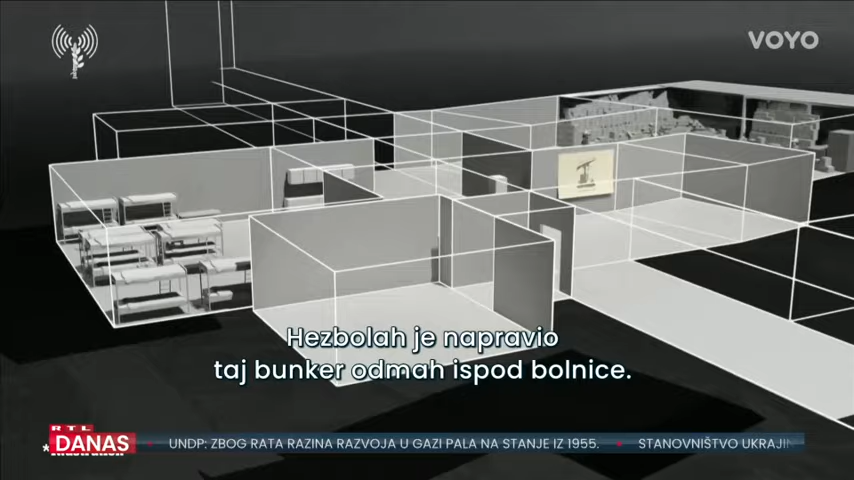 VOYO
Hezbolah je napravio
taj bunker odmah ispod bolnice.
RTL
DANAS
UNDP: ZBOG RATA RAZINA RAZVOJA U GAZI PALA NA STANJE IZ 1955.
STANOVNIŠTVO UKRAJIN